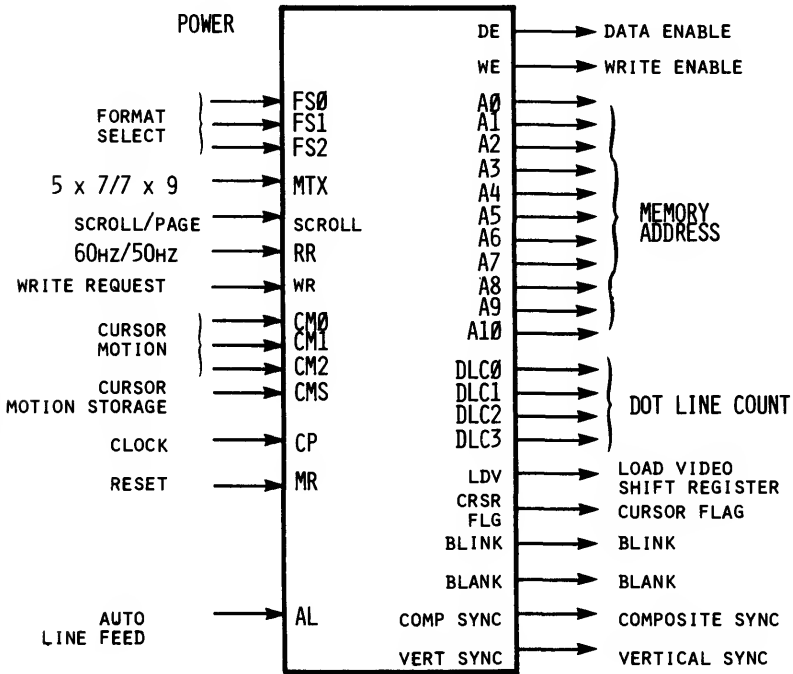 POWER
FORMAT
SELECT
5 x 7/7 x 9
SCROLL/PAGE
60HZ/50HZ
WRITE REQUEST
CURSOR
MOTION
CURSOR
MOTION STORAGE
CLOCK
RESET
AUTO
LINE FEED
FSØ
FS1
FS2
MTX
SCROLL
RR
WR
CMØ
CM1
CM2
CMS
CP
MR
AL
DE
WE
AØ
A1
A2
A3
A4
A5
A6
A7
A8
A9
A1Ø
DLCØ
DLC1
DLC2
DLC3
LDV
CRSR
FLG
BLINK
BLANK
COMP SYNC
VERT SYNC
DATA ENABLE
WRITE ENABLE
MEMORY
ADDRESS
DOT LINE COUNT
LOAD VIDEO
SHIFT REGISTER
CURSOR FLAG
BLINK
BLANK
COMPOSITE SYNC
VERTICAL SYNC